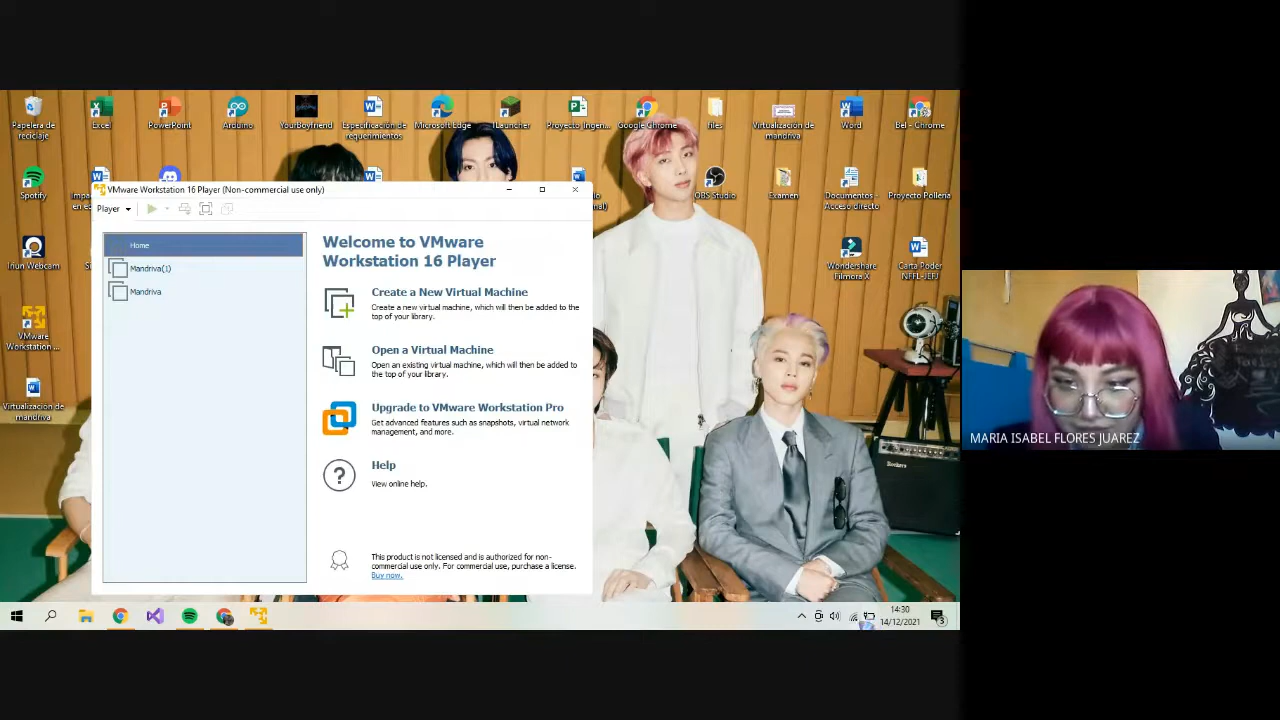 Papelera de
reciclaje
Excel
PowerPoint
Arduino
YourBoyfriend
Especificación de
requerimientos
Microsoft Edge
TLauncher
Proyecto Ingen...
Google Chrome
files
Virtualización de
mandriva
Word
Bel - Chrome
Spotify
OBS Studio
Examen
Documentos -
Acceso directo
Proyecto Polleria
Iriun Webcam
Wondershare
Filmora X
Carta Poder
NFFL-JEFJ
VMware
Workstation ...
Virtualización de
mandriva
VMware Workstation 16 Player (Non-commercial use only)
Player
Home
Mandriva(1)
Mandriva
Welcome to VMware
Workstation 16 Player
Create a New Virtual Machine
Create a new virtual machine, which will then be added to the
top of your library.
Open a Virtual Machine
Open an existing virtual machine, which will then be added to
the top of your library.
Upgrade to VMware Workstation Pro
Get advanced features such as snapshots, virtual network
management, and more.
Help
View online help.
This product is not licensed and is authorized for non-
commercial use only. For commercial use, purchase a license.
Buy now.
14:30
14/12/2021
3
MARIA ISABEL FLORES JUAREZ